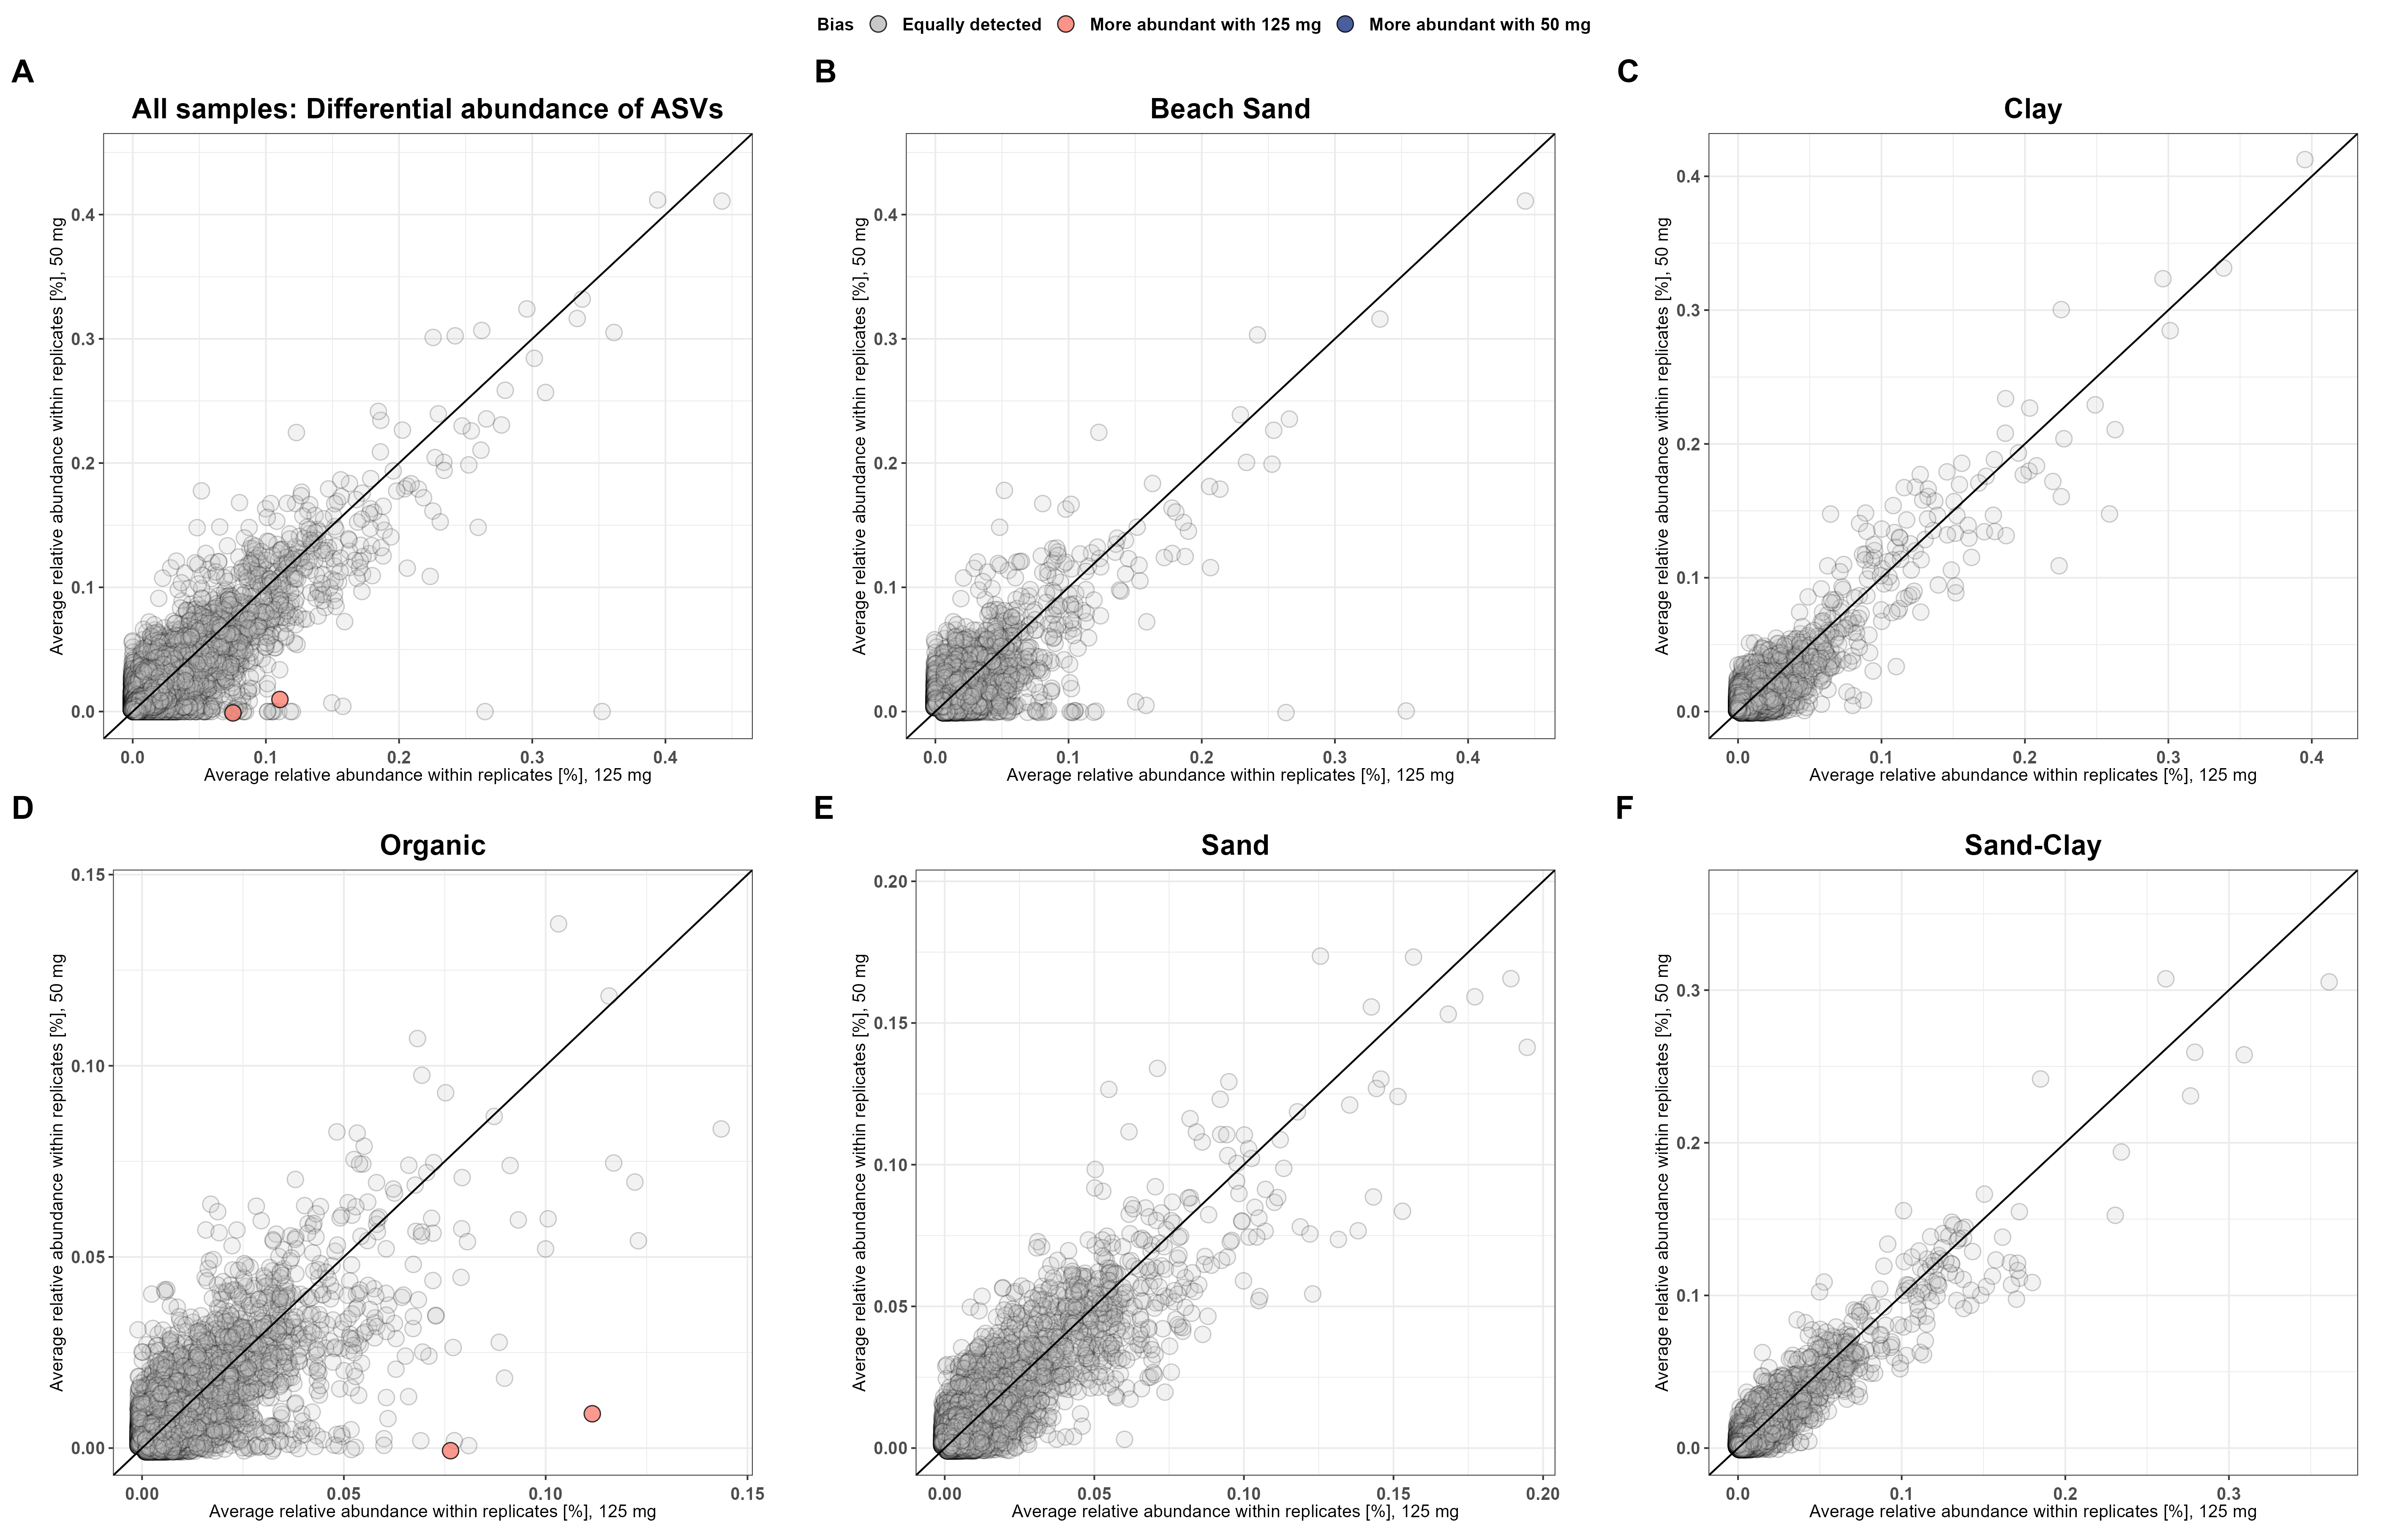 Bias Equally detected More abundant with 125 mg More abundant with 50 mg
A
All samples: Differential abundance of ASVs
Average relative abundance within replicates [%], 50 mg
0.4
0.3
0.2
0.1
0.0
0.0 0.1 0.2 0.3 0.4
Average relative abundance within replicates [%], 125 mg
B
Beach Sand
Average relative abundance within replicates [%], 50 mg
0.4
0.3
0.2
0.1
0.0
0.0 0.1 0.2 0.3 0.4
Average relative abundance within replicates [%], 125 mg
C
Clay
Average relative abundance within replicates [%], 50 mg
0.4
0.3
0.2
0.1
0.0
0.0 0.1 0.2 0.3 0.4
Average relative abundance within replicates [%], 125 mg
D
Organic
Average relative abundance within replicates [%], 50 mg
0.15
0.10
0.05
0.00
0.00 0.05 0.10 0.15
Average relative abundance within replicates [%], 125 mg
E
Sand
Average relative abundance within replicates [%], 50 mg
0.20
0.15
0.10
0.05
0.00
0.00 0.05 0.10 0.15 0.20
Average relative abundance within replicates [%], 125 mg
F
Sand-Clay
Average relative abundance within replicates [%], 50 mg
0.3
0.2
0.1
0.0
0.0 0.1 0.2 0.3
Average relative abundance within replicates [%], 125 mg